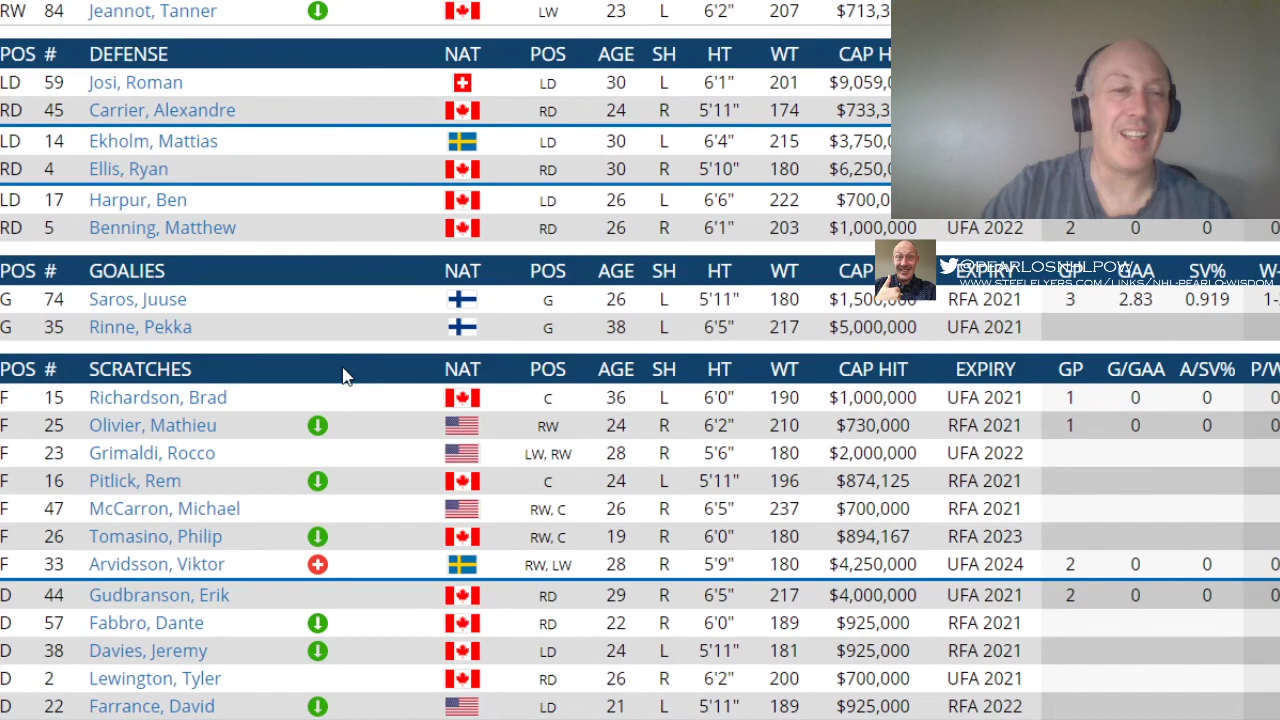 RW 84 Jeannot, Tanner LW 23 L 6'2" 207 $713,3
POS # DEFENSE NAT POS AGE SH HT WT CAP H
LD 59 Josi, Roman LD 30 L 6'1" 201 $9,059,
RD 45 Carrier, Alexandre RD 24 R 5'11" 174 $733,3
LD 14 Ekholm, Mattias LD 30 L 6'4" 215 $3,750,
RD 4 Ellis, Ryan RD 30 R 5'10" 180 $6,250,
LD 17 Harpur, Ben LD 26 L 6'6" 222 $700,0
RD 5 Benning, Matthew RD 26 R 6'1" 203 $1,000,000 UFA 2022 2 0 0 0
@PEARLOSNHLPOW
POS # GOALIES NAT POS AGE SH HT WT CAP EXPIRY GP G/GAA SV% W-
WWW.STEELFLYERS.COM/LINKS/NHL-PEARLO-WISDOM
G 74 Saros, Juuse G 26 L 5'11" 180 $1,500,000 RFA 2021 3 2.83 0.919 1-
G 35 Rinne, Pekka G 38 L 6'5" 217 $5,000,000 UFA 2021
POS # SCRATCHES NAT POS AGE SH HT WT CAP HIT EXPIRY GP G/GAA A/SV% P/W
F 15 Richardson, Brad C 36 L 6'0" 190 $1,000,000 UFA 2021 1 0 0 0
F 25 Olivier, Mathieu RW 24 R 6'2" 210 $730,000 RFA 2021 1 0 0 0
F 23 Grimaldi, Rocco LW, RW 28 R 5'6" 180 $2,000,000 UFA 2022
F 16 Pitlick, Rem C 24 L 5'11" 196 $874,125 RFA 2021
F 47 McCarron, Michael RW, C 26 R 6'5" 237 $700,000 RFA 2021
F 26 Tomasino, Philip RW, C 19 R 6'0" 180 $894,167 RFA 2023
F 33 Arvidsson, Viktor RW, LW 28 R 5'9" 180 $4,250,000 UFA 2024 2 0 0 0
D 44 Gudbranson, Erik RD 29 R 6'5" 217 $4,000,000 UFA 2021 2 0 0 0
D 57 Fabbro, Dante RD 22 R 6'0" 189 $925,000 RFA 2021
D 38 Davies, Jeremy LD 24 L 5'11" 181 $925,000 RFA 2021
D 2 Lewington, Tyler RD 26 R 6'2" 200 $700,000 UFA 2021
D 22 Farrance, David LD 21 L 5'11" 189 $925,000 RFA 2022